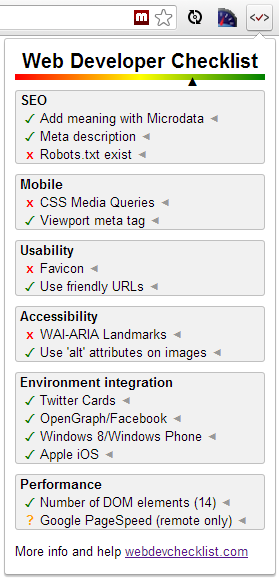 m
Web Developer Checklist
SEO
✓ Add meaning with Microdata
✓ Meta description
x Robots.txt exist
Mobile
x CSS Media Queries
✓ Viewport meta tag
Usability
x Favicon
✓ Use friendly URLs
Accessibility
x WAI-ARIA Landmarks
✓ Use 'alt' attributes on images
Environment integration
✓ Twitter Cards
✓ OpenGraph/Facebook
✓ Windows 8/Windows Phone
✓ Apple iOS
Performance
✓ Number of DOM elements (14)
? Google PageSpeed (remote only)
More info and help webdevchecklist.com